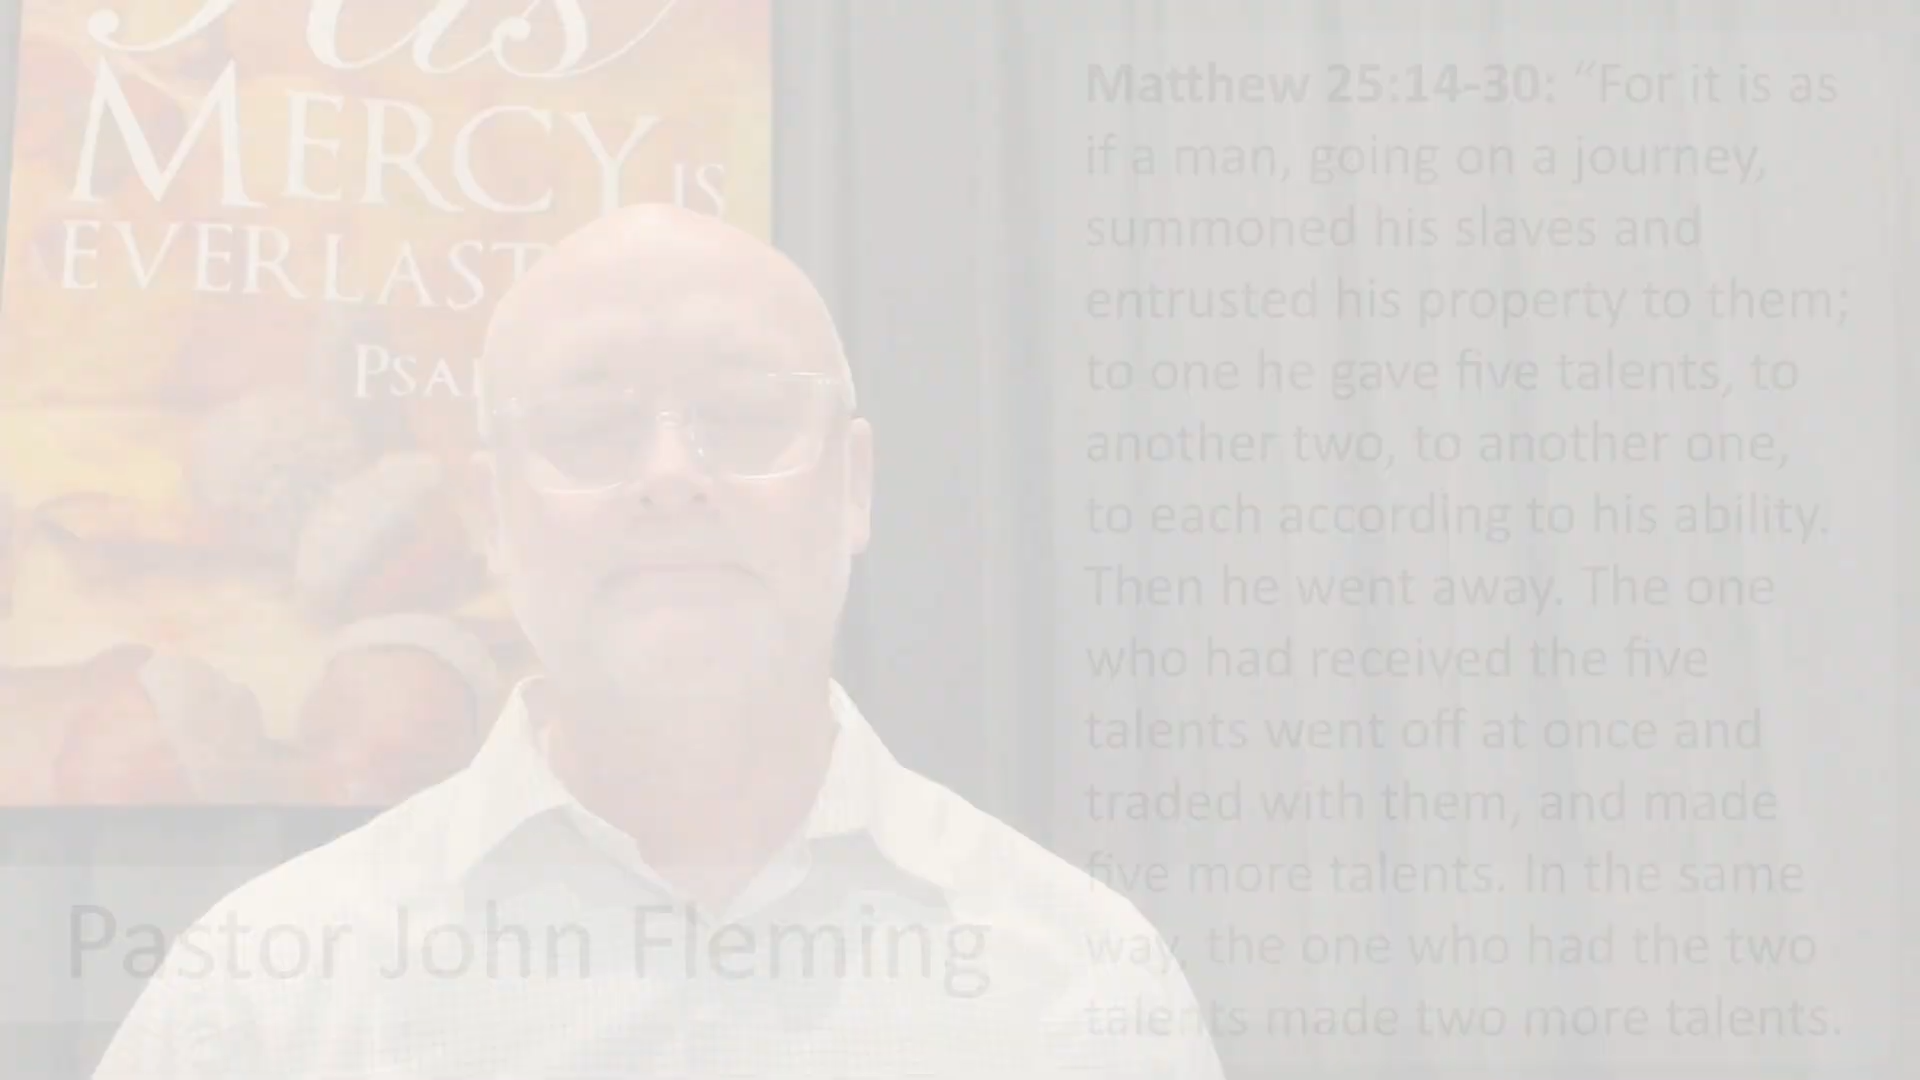 His
MERCY IS
EVERLAST
PSAL
Matthew 25:14-30: “For it is as
if a man, going on a journey,
summoned his slaves and
entrusted his property to them;
to one he gave five talents, to
another two, to another one,
to each according to his ability.
Then he went away. The one
who had received the five
talents went off at once and
traded with them, and made
five more talents. In the same
way, the one who had the two
talents made two more talents.
Pastor John Fleming